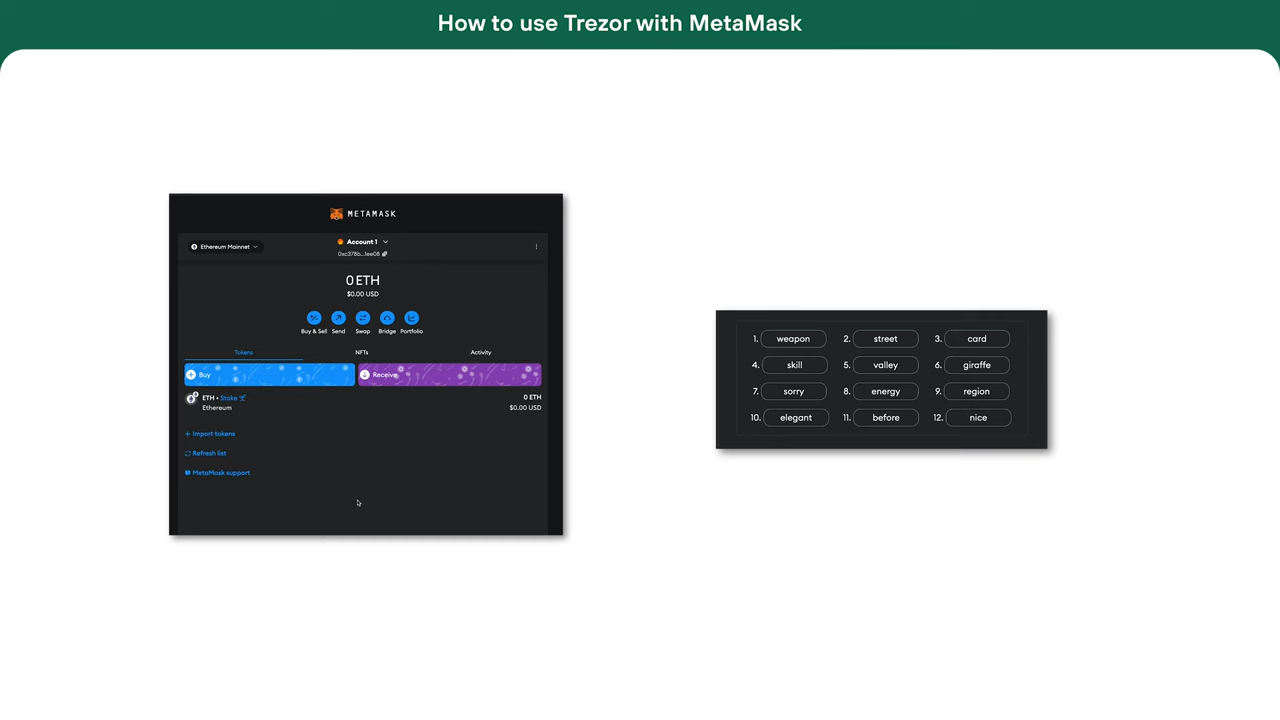 How to use Trezor with MetaMask
METAMASK
Ethereum Mainnet
Account 1
0xc378b...1ee08
0 ETH
$0.00 USD
Buy & Sell Send Swap Bridge Portfolio
Tokens NFTs Activity
Buy Receive
ETH • Stake 0 ETH
Ethereum $0.00 USD
+ Import tokens
Refresh list
MetaMask support
1. weapon 2. street 3. card
4. skill 5. valley 6. giraffe
7. sorry 8. energy 9. region
10. elegant 11. before 12. nice